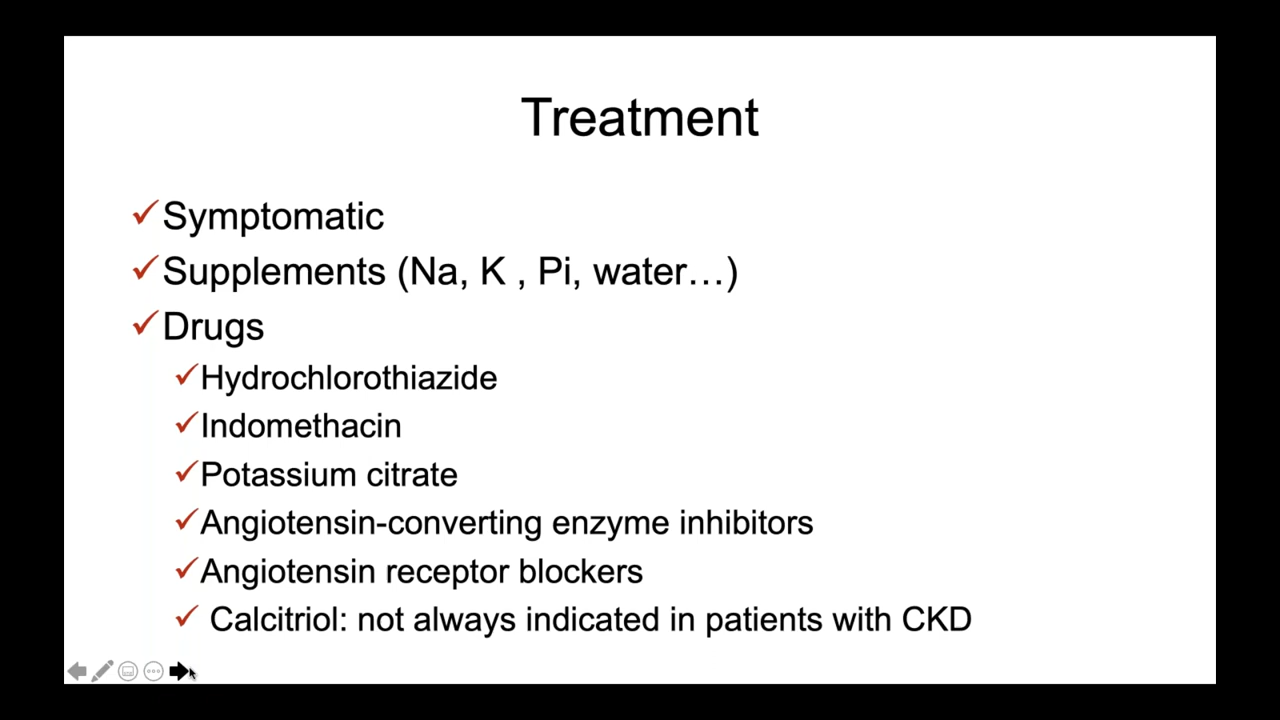 Treatment
Symptomatic
Supplements (Na, K , Pi, water…)
Drugs
Hydrochlorothiazide
Indomethacin
Potassium citrate
Angiotensin-converting enzyme inhibitors
Angiotensin receptor blockers
Calcitriol: not always indicated in patients with CKD